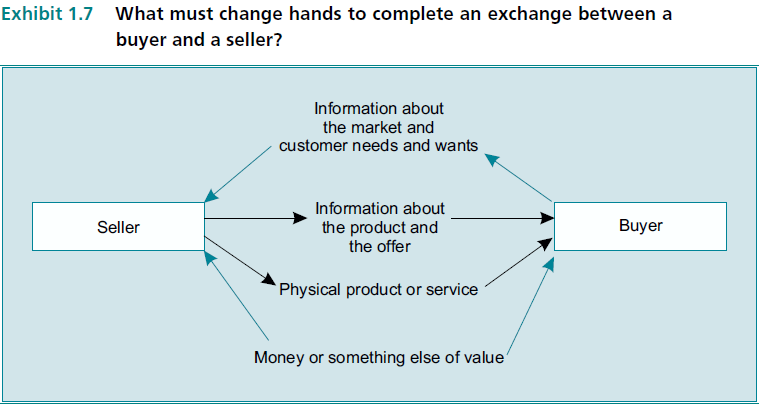 Exhibit 1.7 What must change hands to complete an exchange between a
buyer and a seller?
Information about
the market and
customer needs and wants
Seller
Information about
the product and
the offer
Buyer
Physical product or service
Money or something else of value